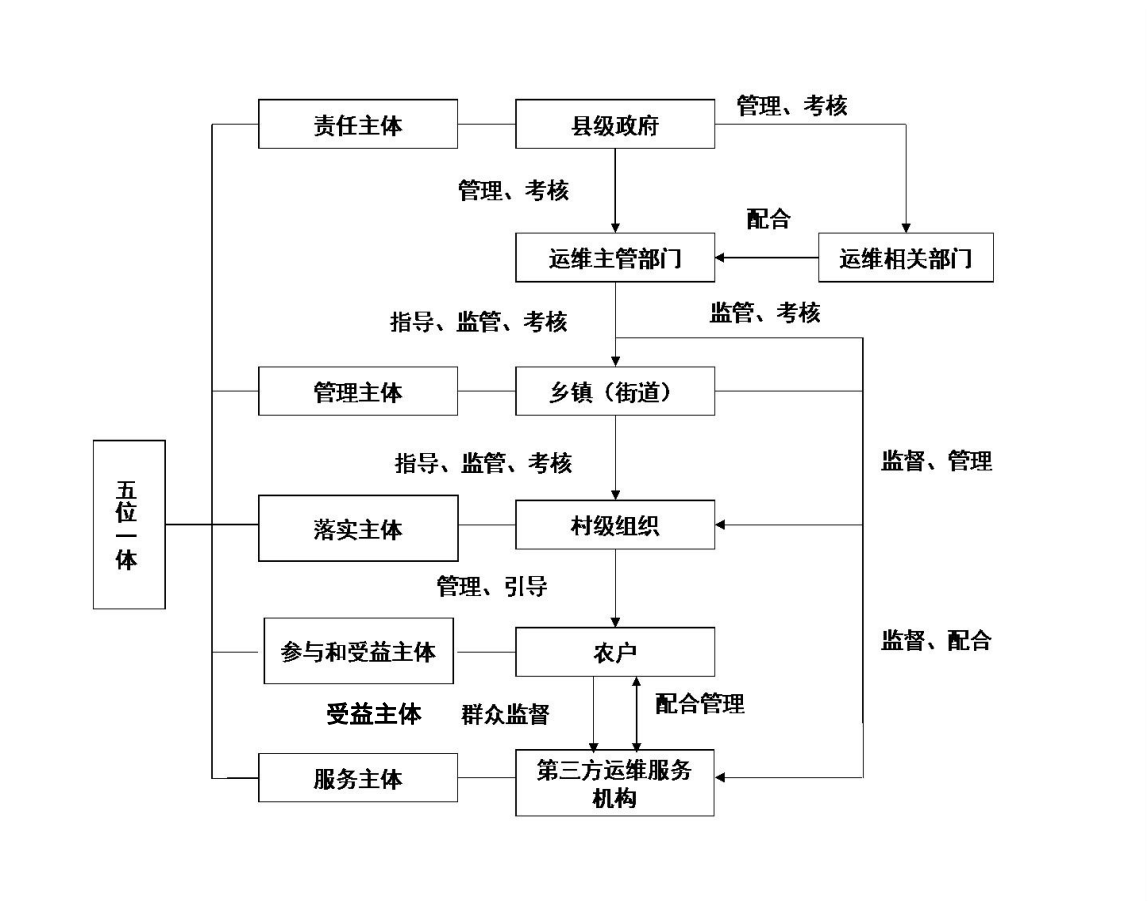 管理、考核
责任主体
县级政府
管理、考核
配合
运维主管部门
运维相关部门
指导、监管、考核
监管、考核
管理主体
乡镇（街道）
指导、监管、考核
监督、管理
五位一体
落实主体
村级组织
管理、引导
监督、配合
参与和受益主体
农户
受益主体
群众监督
配合管理
服务主体
第三方运维服务
机构